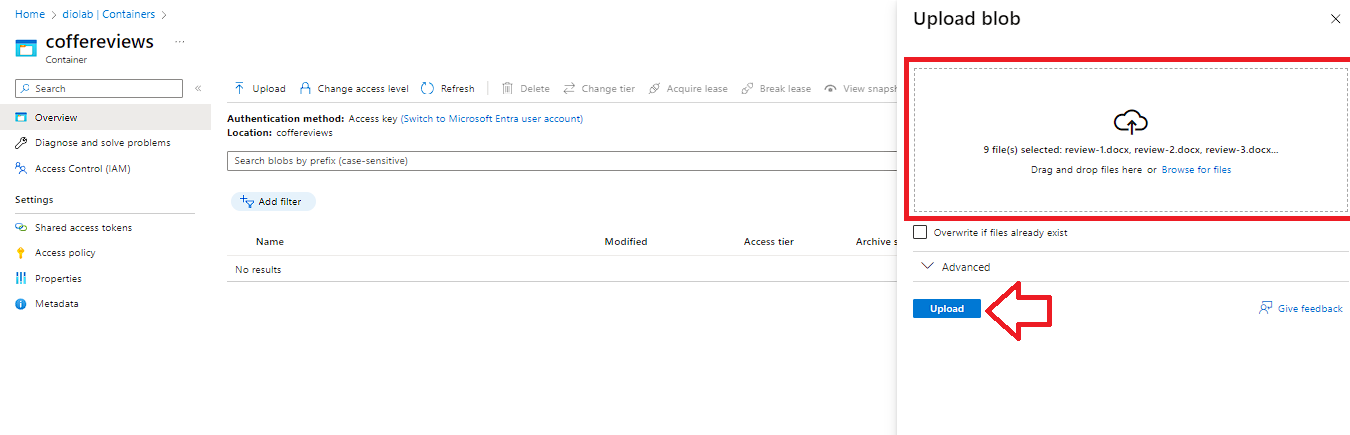 Home > diolab | Containers >
coffereviews ...
Container
Search «
Overview
Diagnose and solve problems
Access Control (IAM)
Settings
Shared access tokens
Access policy
Properties
Metadata
Upload Change access level Refresh Delete Change tier Acquire lease Break lease View snapsh
Authentication method: Access key (Switch to Microsoft Entra user account)
Location: coffereviews
Search blobs by prefix (case-sensitive)
Add filter
Name Modified Access tier Archive s
No results
Upload blob
9 file(s) selected: review-1.docx, review-2.docx, review-3.docx...
Drag and drop files here or Browse for files
Overwrite if files already exist
Advanced
Upload Give feedback